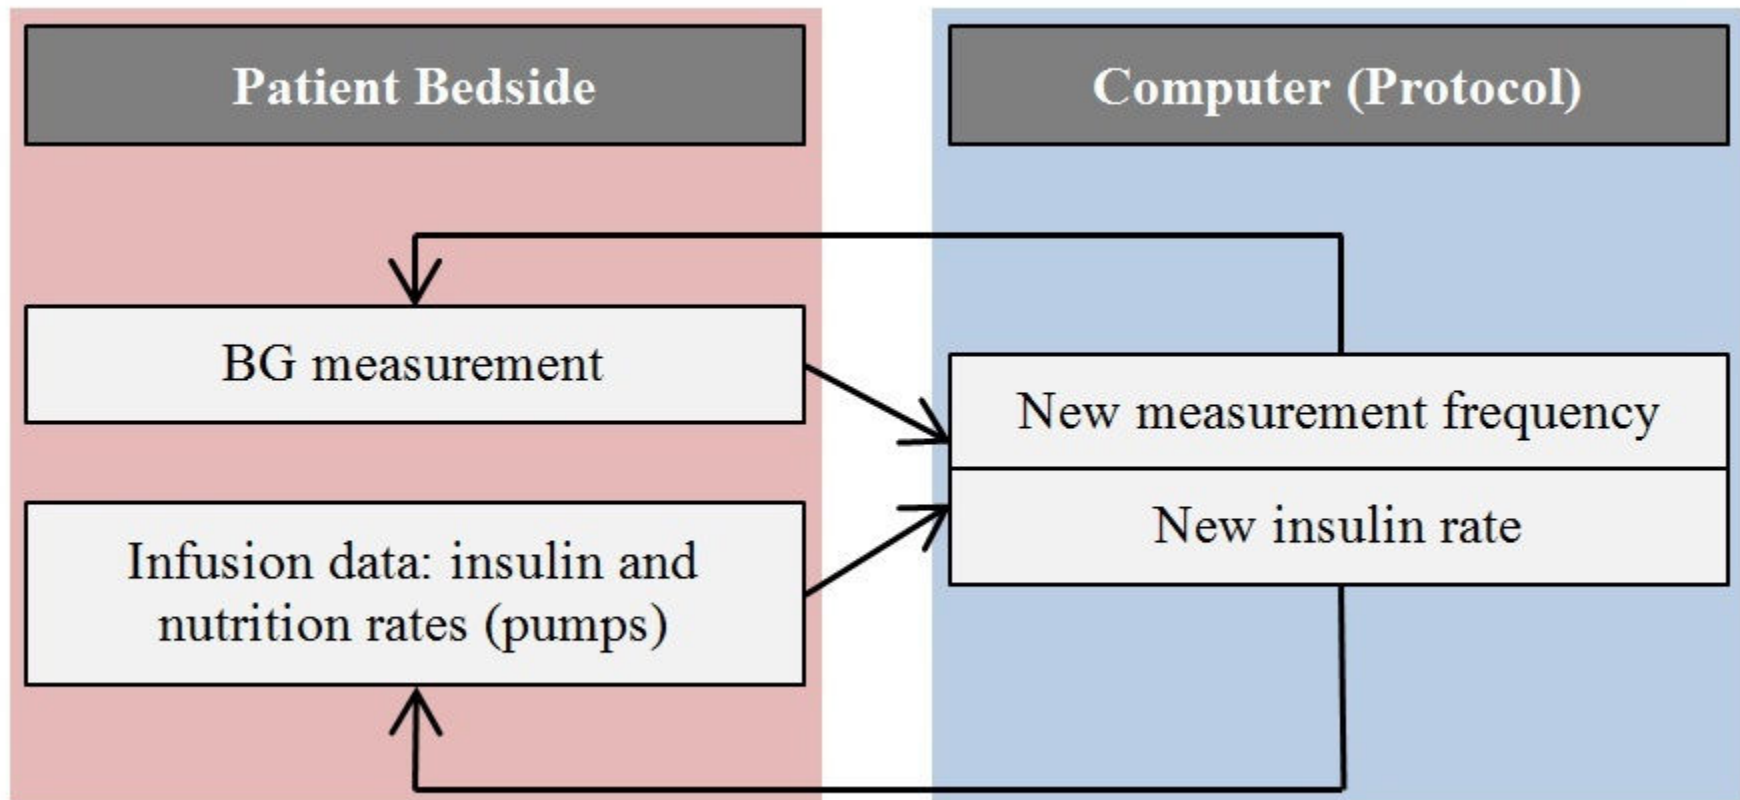 Patient Bedside
Computer (Protocol)
BG measurement
New measurement frequency
New insulin rate
Infusion data: insulin and
nutrition rates (pumps)